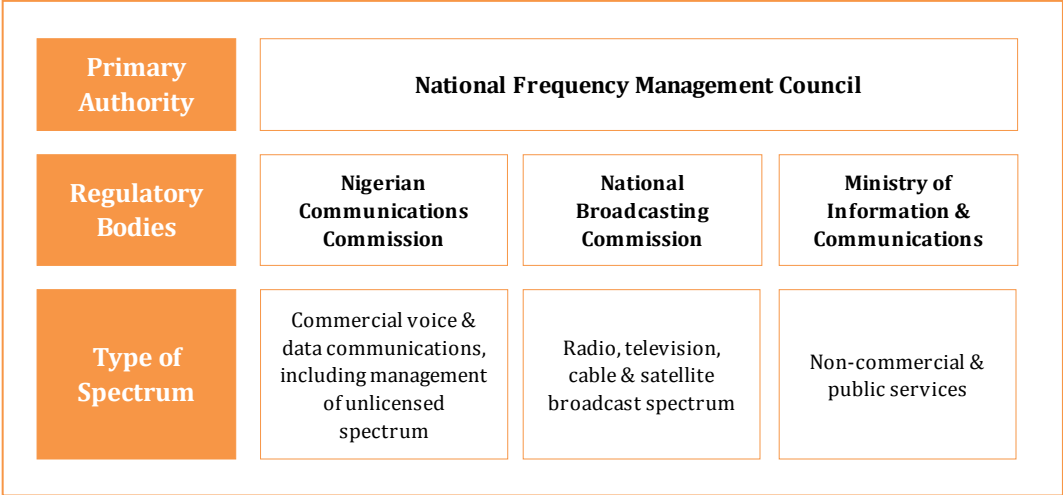 Primary
Authority
National Frequency Management Council
Regulatory
Bodies
Nigerian
Communications
Commission
National
Broadcasting
Commission
Ministry of
Information &
Communications
Type of
Spectrum
Commercial voice &
data communications,
including management
of unlicensed
spectrum
Radio, television,
cable & satellite
broadcast spectrum
Non-commercial &
public services